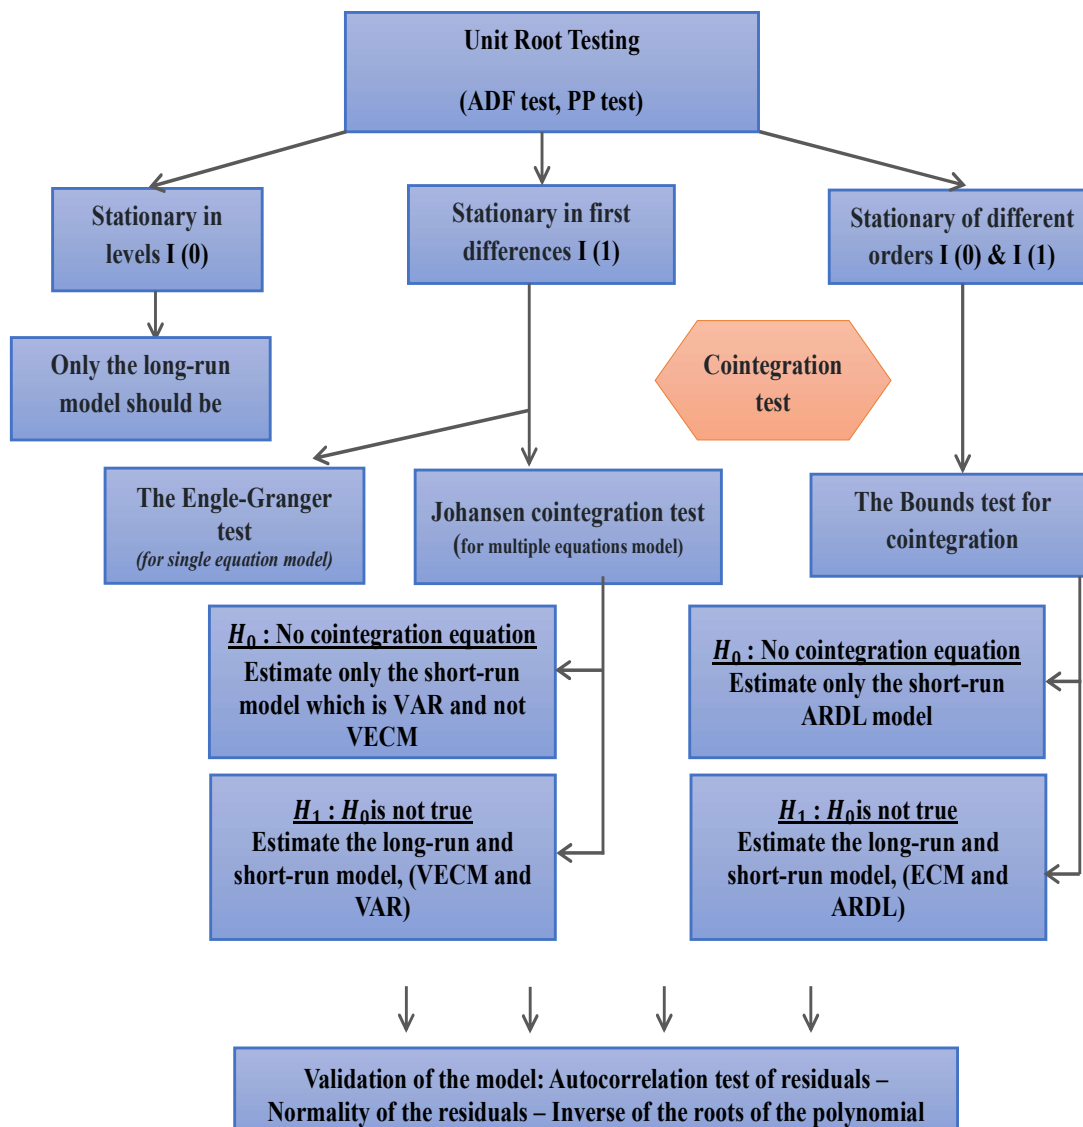 Unit Root Testing
(ADF test, PP test)
Stationary in
levels I (0)
Stationary in first
differences I (1)
Stationary of different
orders I (0) & I (1)
Only the long-run
model should be
Cointegration
test
The Engle-Granger
test
(for single equation model)
Johansen cointegration test
(for multiple equations model)
The Bounds test for
cointegration
H₀ : No cointegration equation
Estimate only the short-run
model which is VAR and not
VECM
H₀ : No cointegration equation
Estimate only the short-run
ARDL model
H₁ : H₀is not true
Estimate the long-run and
short-run model, (VECM and
VAR)
H₁ : H₀is not true
Estimate the long-run and
short-run model, (ECM and
ARDL)
Validation of the model: Autocorrelation test of residuals –
Normality of the residuals – Inverse of the roots of the polynomial